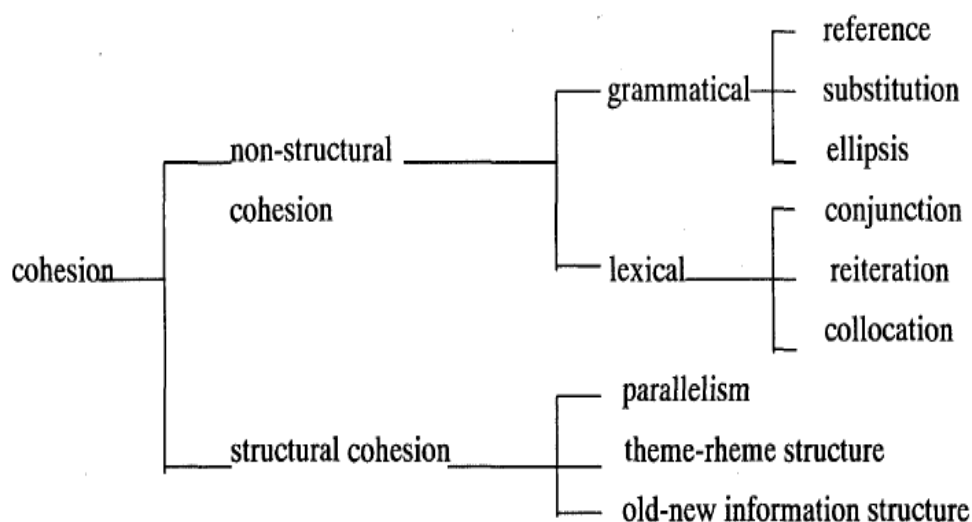 reference
grammatical
substitution
ellipsis
non-structural
cohesion
conjunction
cohesion
lexical
reiteration
collocation
parallelism
structural cohesion
theme-rheme structure
old-new information structure